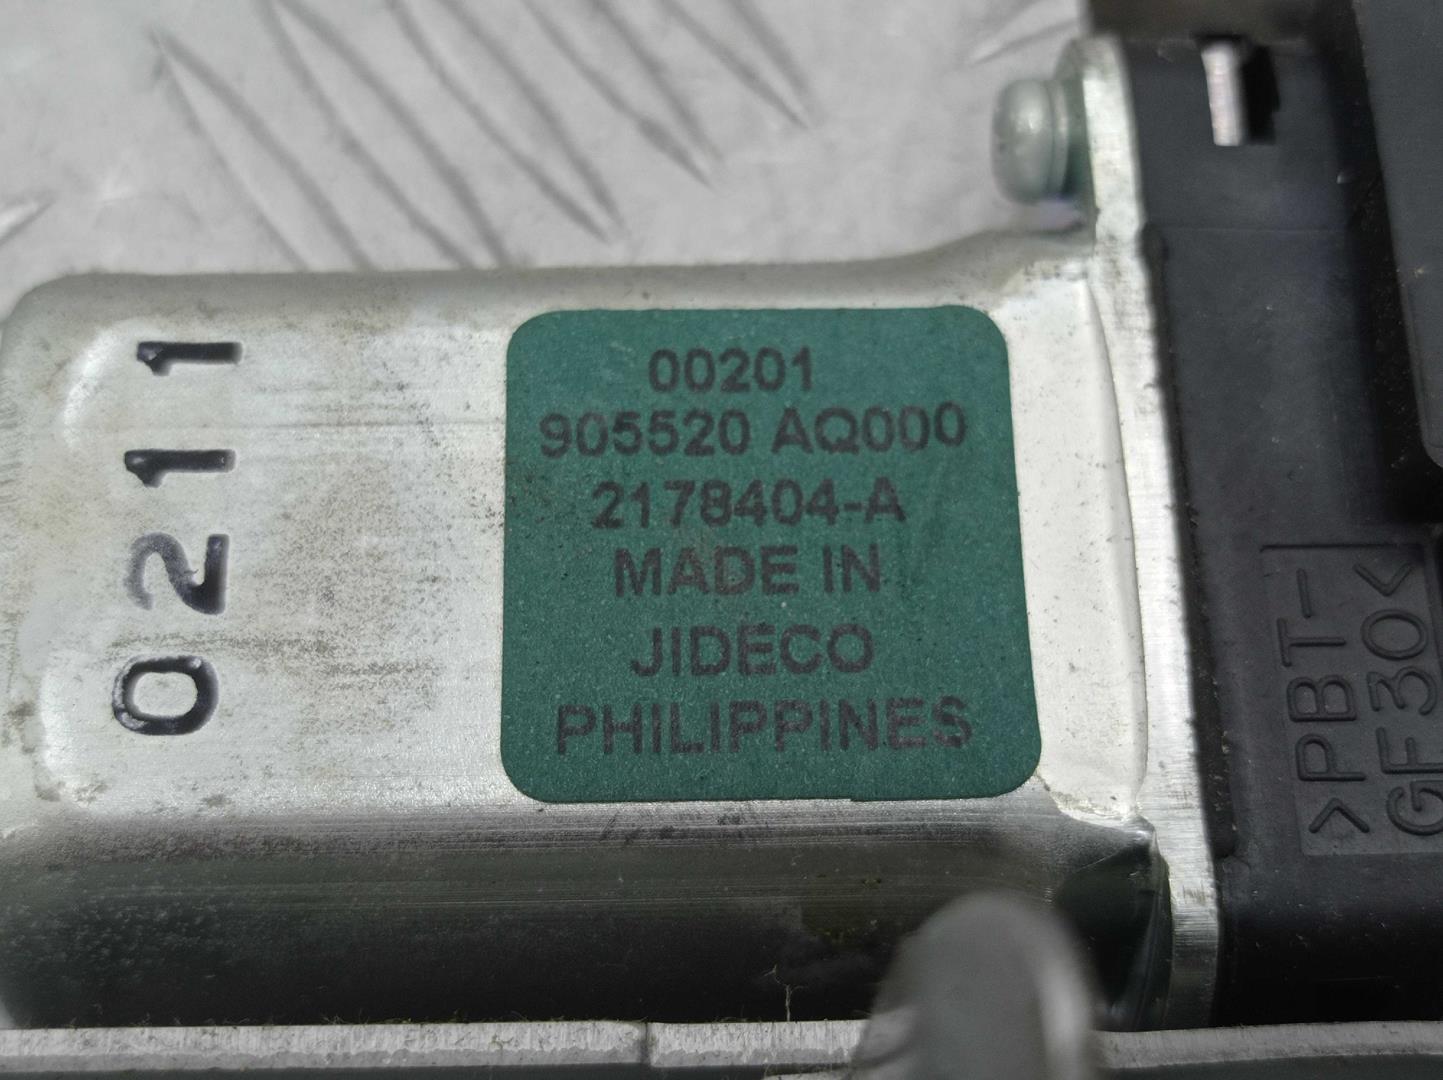 0211
00201
905520 AQ000
2178404-A
MADE IN
JIDECO
PHILIPPINES
>PBT-
GF30<